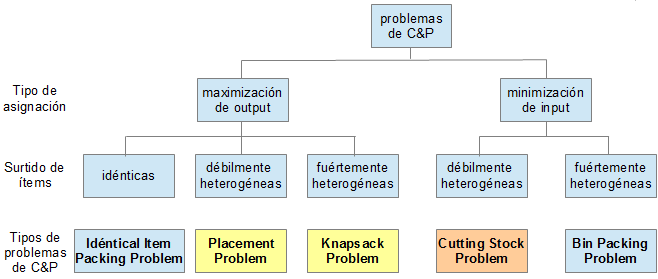 problemas
de C&P
Tipo de
asignación
maximización
de output
minimización
de input
Surtido de
ítems
idénticas
débilmente
heterogéneas
fuértemente
heterogéneas
débilmente
heterogéneas
fuértemente
heterogéneas
Tipos de
problemas
de C&P
Idéntical Item
Packing Problem
Placement
Problem
Knapsack
Problem
Cutting Stock
Problem
Bin Packing
Problem